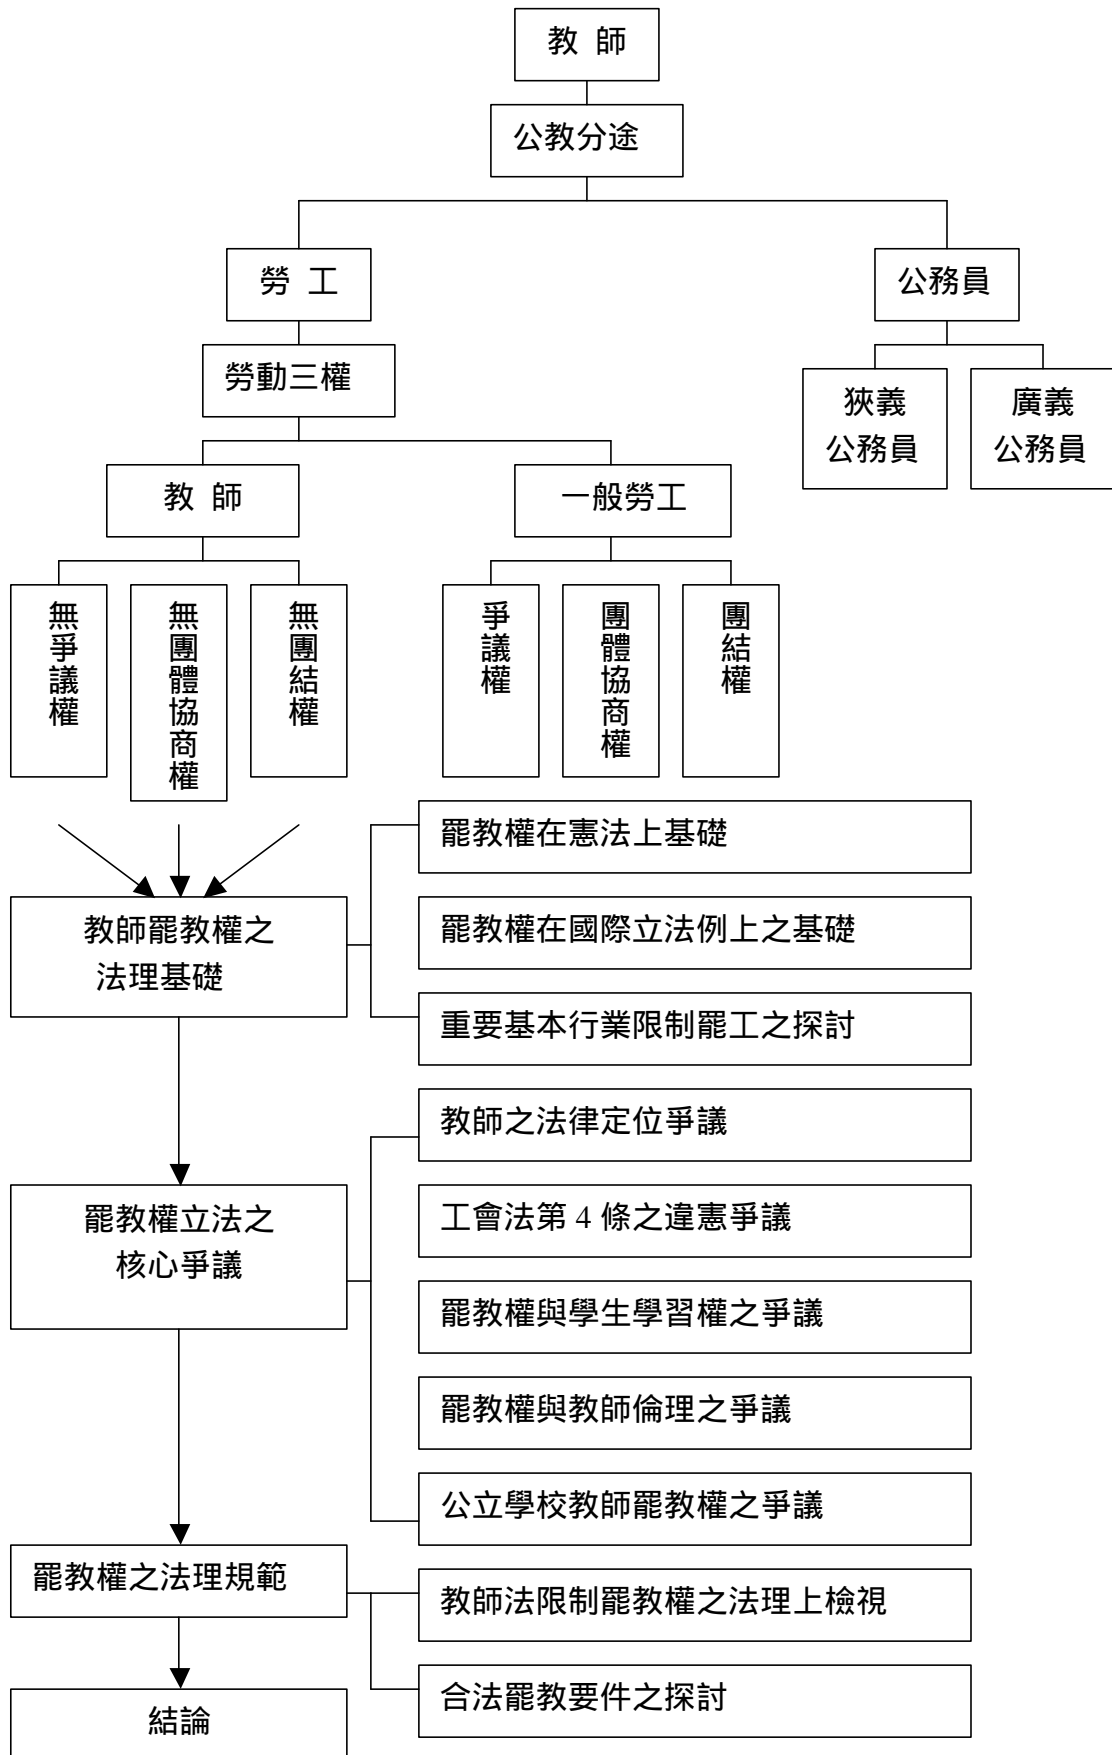 教 師
公教分途
勞 工
公務員
勞動三權
狹義
公務員
廣義
公務員
教 師
一般勞工
無爭議權
無團體協商權
無團結權
爭議權
團體協商權
團結權
罷教權在憲法上基礎
教師罷教權之
法理基礎
罷教權在國際立法例上之基礎
重要基本行業限制罷工之探討
教師之法律定位爭議
罷教權立法之
核心爭議
工會法第 4 條之違憲爭議
罷教權與學生學習權之爭議
罷教權與教師倫理之爭議
公立學校教師罷教權之爭議
罷教權之法理規範
教師法限制罷教權之法理上檢視
合法罷教要件之探討
結論